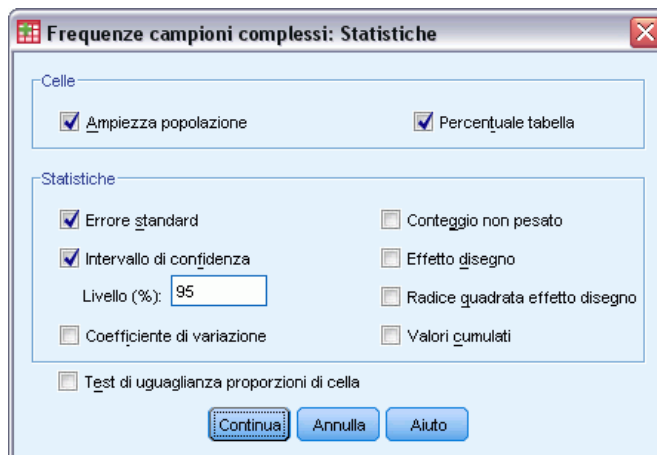 Frequenze campioni complessi: Statistiche
Celle
Ampiezza popolazione
Percentuale tabella
Statistiche
Errore standard
Conteggio non pesato
Intervallo di confidenza
Effetto disegno
Livello (%): 95
Radice quadrata effetto disegno
Coefficiente di variazione
Valori cumulati
Test di uguaglianza proporzioni di cella
Continua
Annulla
Aiuto